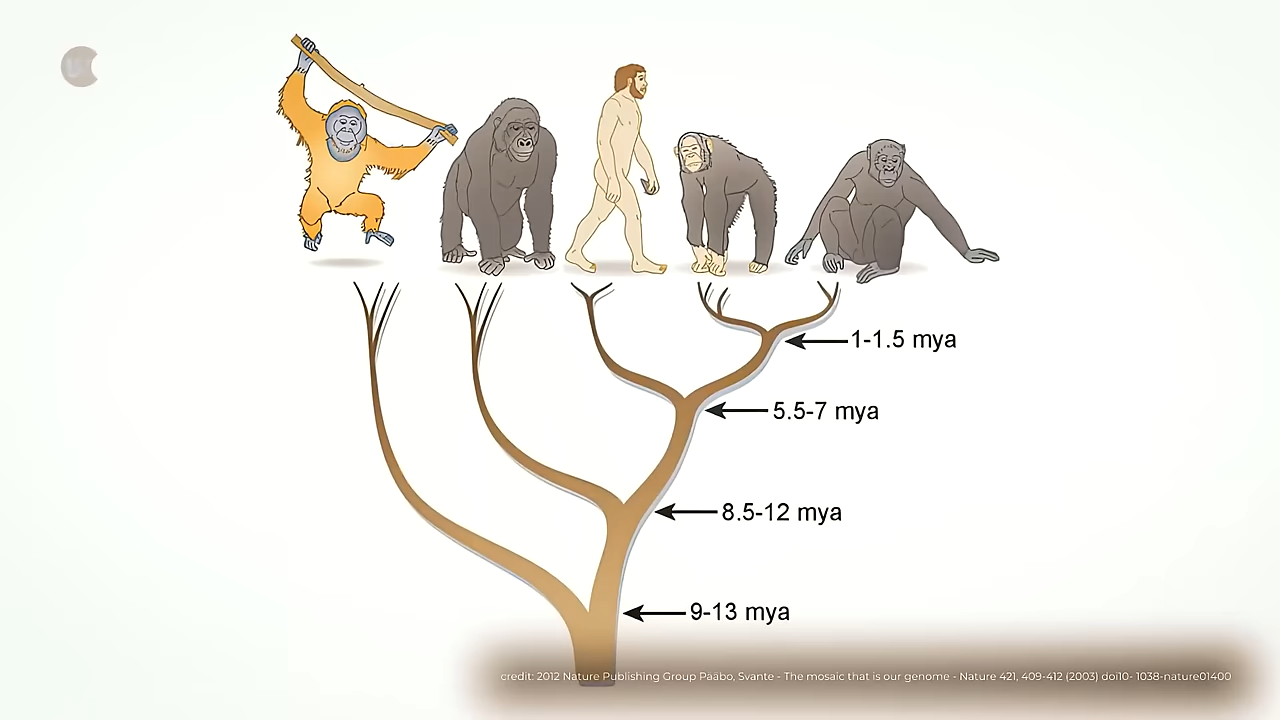 1-1.5 mya
5.5-7 mya
8.5-12 mya
9-13 mya
credit: 2012 Nature Publishing Group Pääbo, Svante - The mosaic that is our genome - Nature 421, 409-412 (2003) doi10- 1038-nature01400